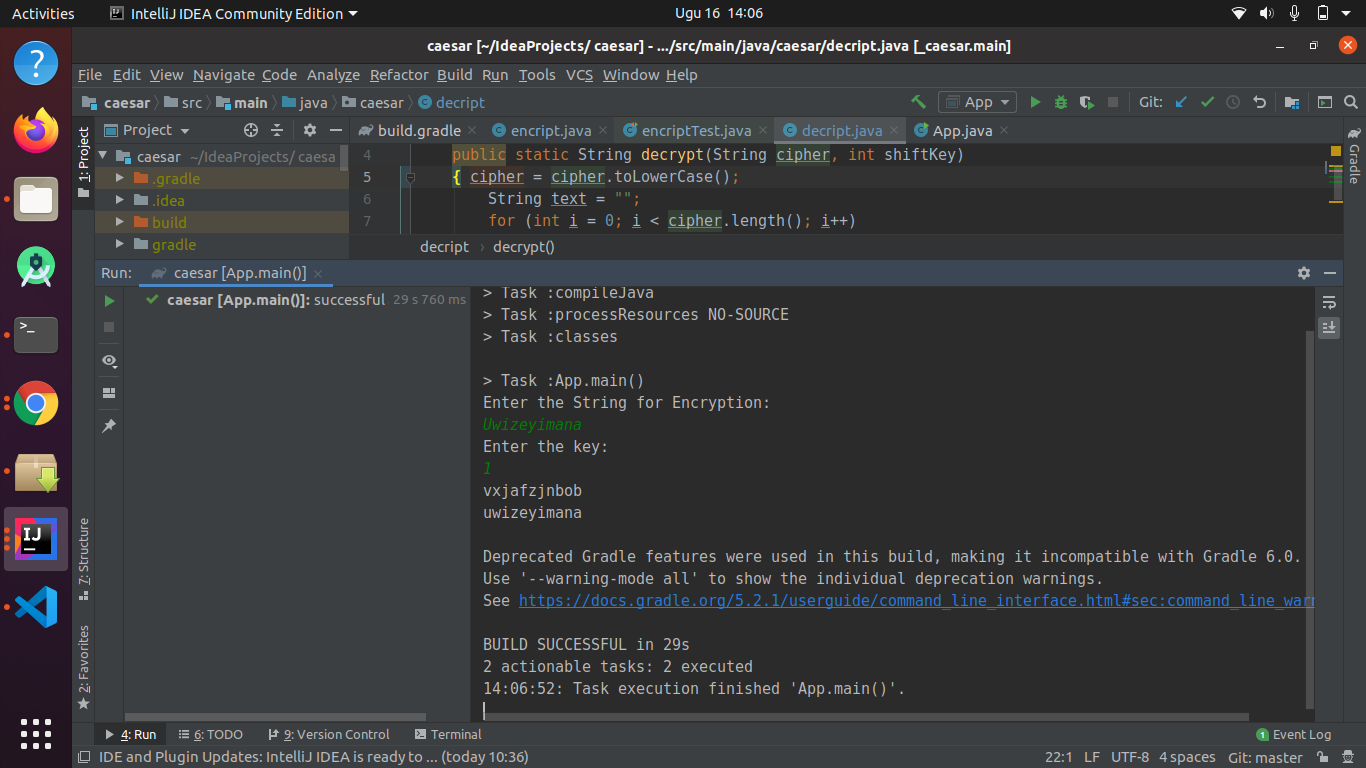 Activities IntelliJ IDEA Community Edition Ugu 16 14:06
caesar [~/IdeaProjects/ caesar] - .../src/main/java/caesar/decript.java [_caesar.main]
File Edit View Navigate Code Analyze Refactor Build Run Tools VCS Window Help
caesar src main java caesar decript App Git:
1: Project
Project
build.gradle encript.java encriptTest.java decript.java App.java
Gradle
caesar ~/IdeaProjects/ caesa
.gradle
.idea
build
gradle
4 public static String decrypt(String cipher, int shiftKey)
5 { cipher = cipher.toLowerCase();
6 String text = "";
7 for (int i = 0; i < cipher.length(); i++)
decript › decrypt()
Run: caesar [App.main()]
caesar [App.main()]: successful 29 s 760 ms
> Task :compileJava
> Task :processResources NO-SOURCE
> Task :classes
> Task :App.main()
Enter the String for Encryption:
Uwizeyimana
Enter the key:
1
vxjafzjnbob
uwizeyimana
Deprecated Gradle features were used in this build, making it incompatible with Gradle 6.0.
Use '--warning-mode all' to show the individual deprecation warnings.
See https://docs.gradle.org/5.2.1/userguide/command_line_interface.html#sec:command_line_warn
BUILD SUCCESSFUL in 29s
2 actionable tasks: 2 executed
14:06:52: Task execution finished 'App.main()'.
7: Structure
2: Favorites
4: Run 6: TODO 9: Version Control Terminal 1 Event Log
IDE and Plugin Updates: IntelliJ IDEA is ready to ... (today 10:36) 22:1 LF UTF-8 4 spaces Git: master